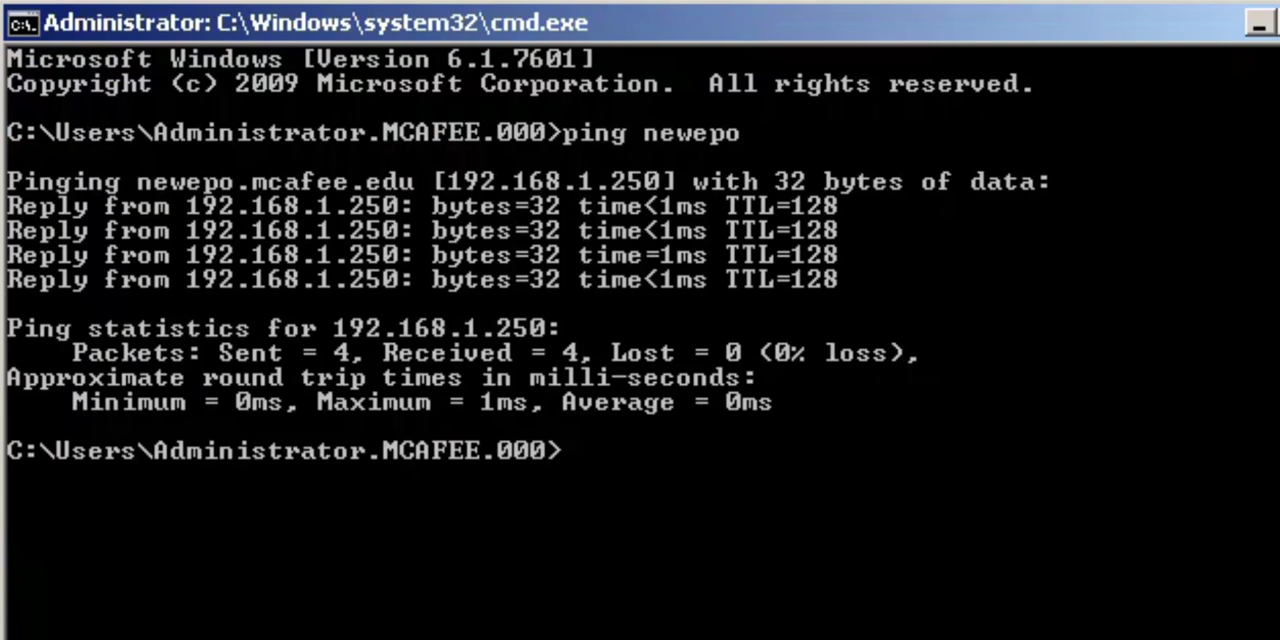 Administrator: C:\Windows\system32\cmd.exe
Microsoft Windows [Version 6.1.7601]
Copyright (c) 2009 Microsoft Corporation.  All rights reserved.
C:\Users\Administrator.MCAFEE.000>ping newepo
Pinging newepo.mcafee.edu [192.168.1.250] with 32 bytes of data:
Reply from 192.168.1.250: bytes=32 time<1ms TTL=128
Reply from 192.168.1.250: bytes=32 time<1ms TTL=128
Reply from 192.168.1.250: bytes=32 time=1ms TTL=128
Reply from 192.168.1.250: bytes=32 time<1ms TTL=128
Ping statistics for 192.168.1.250:
    Packets: Sent = 4, Received = 4, Lost = 0 (0% loss),
Approximate round trip times in milli-seconds:
    Minimum = 0ms, Maximum = 1ms, Average = 0ms
C:\Users\Administrator.MCAFEE.000>